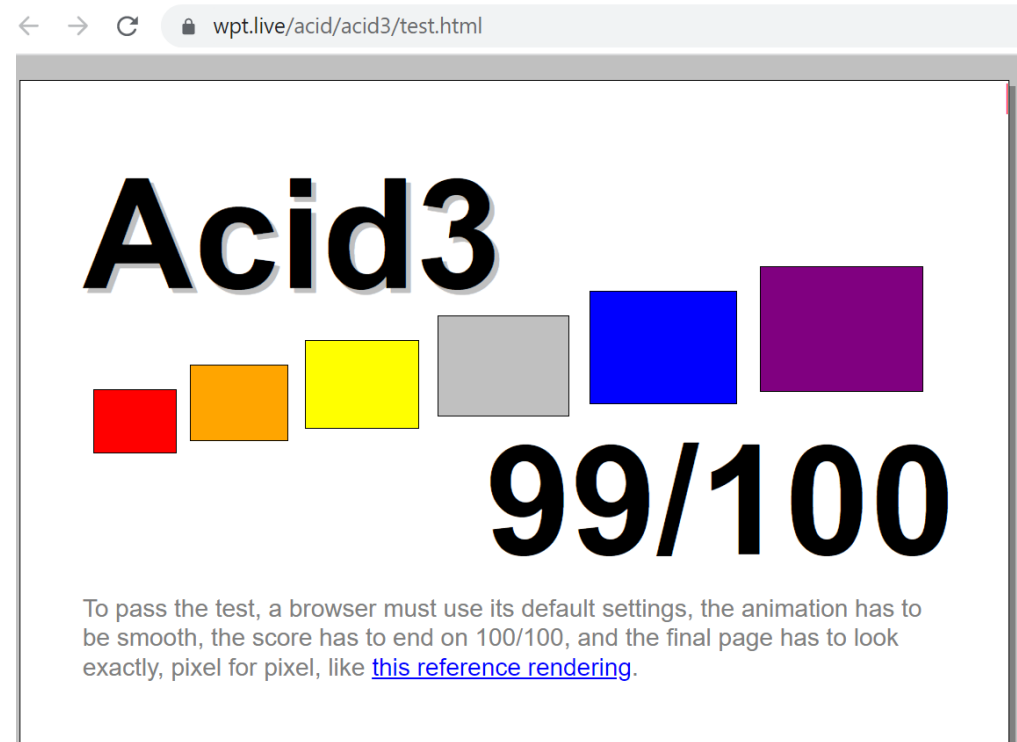 wpt.live/acid/acid3/test.html
Acid3
99/100
To pass the test, a browser must use its default settings, the animation has to
be smooth, the score has to end on 100/100, and the final page has to look
exactly, pixel for pixel, like this reference rendering.